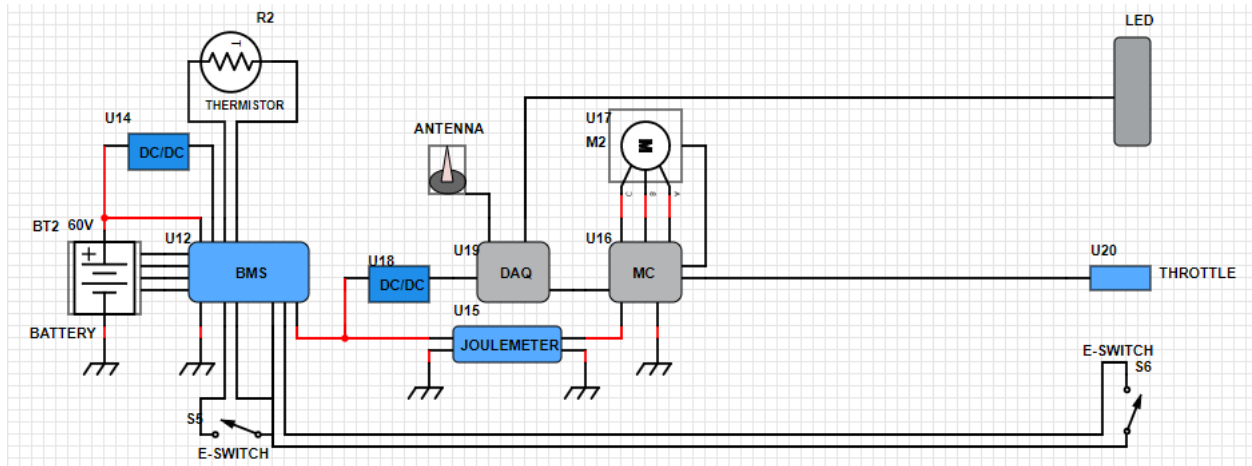 LED
R2
T
THERMISTOR
U14
DC/DC
ANTENNA
U17
M2
M
C
B
Y
BT2 60V
+
U12
BMS
U18
DC/DC
U19
DAQ
U16
MC
U20
THROTTLE
U15
JOULEMETER
BATTERY
E-SWITCH
S6
S5
E-SWITCH